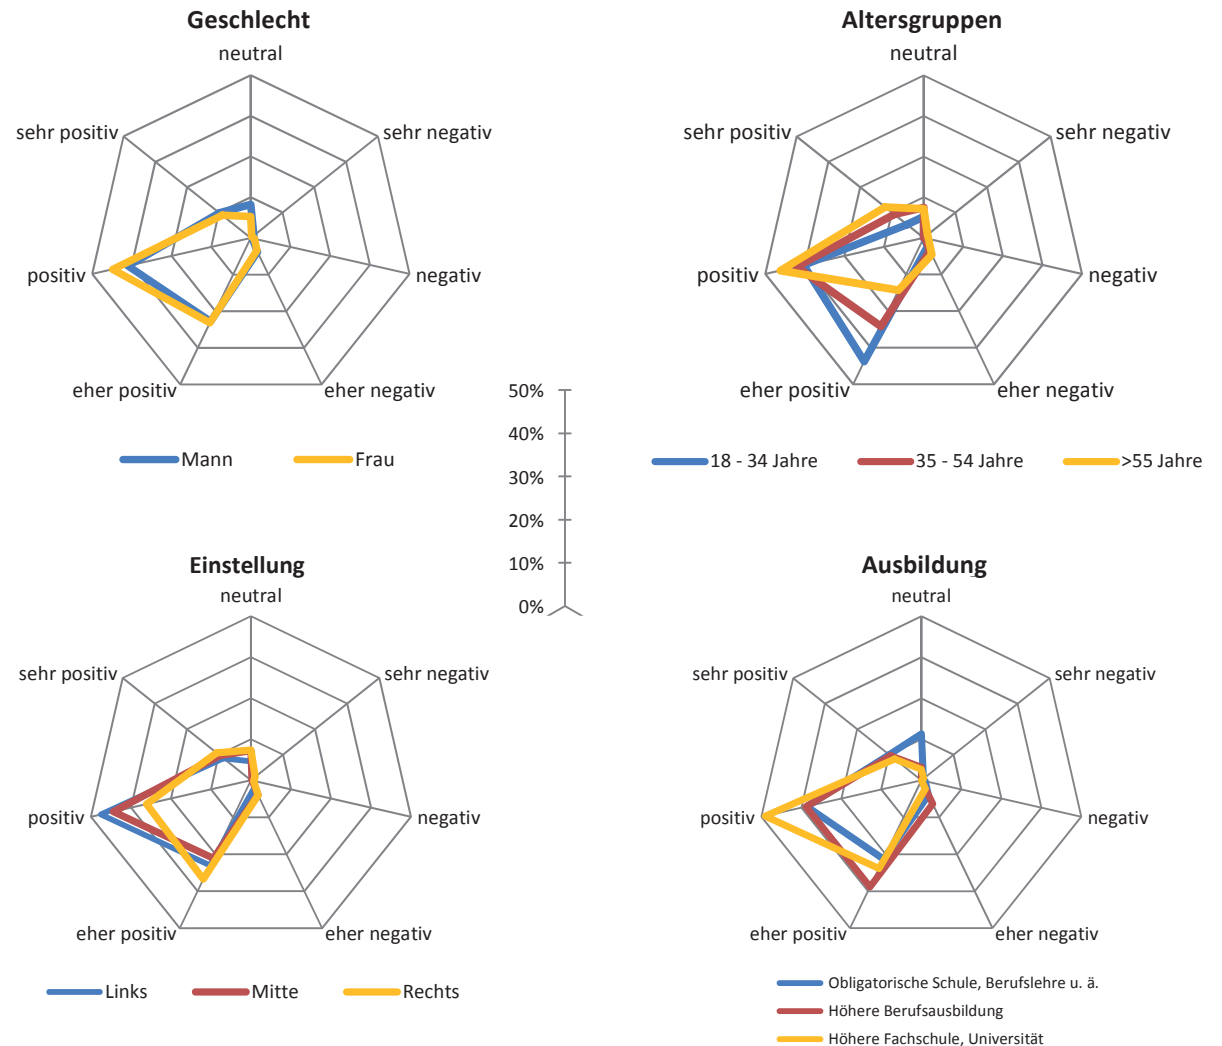 Geschlecht
neutral
sehr positiv
sehr negativ
positiv
negativ
eher positiv
eher negativ
Mann
Frau
Altersgruppen
neutral
sehr positiv
sehr negativ
positiv
negativ
eher positiv
eher negativ
18 - 34 Jahre
35 - 54 Jahre
>55 Jahre
50%
40%
30%
20%
10%
0%
Einstellung
neutral
sehr positiv
sehr negativ
positiv
negativ
eher positiv
eher negativ
Links
Mitte
Rechts
Ausbildung
neutral
sehr positiv
sehr negativ
positiv
negativ
eher positiv
eher negativ
Obligatorische Schule, Berufslehre u. ä.
Höhere Berufsausbildung
Höhere Fachschule, Universität